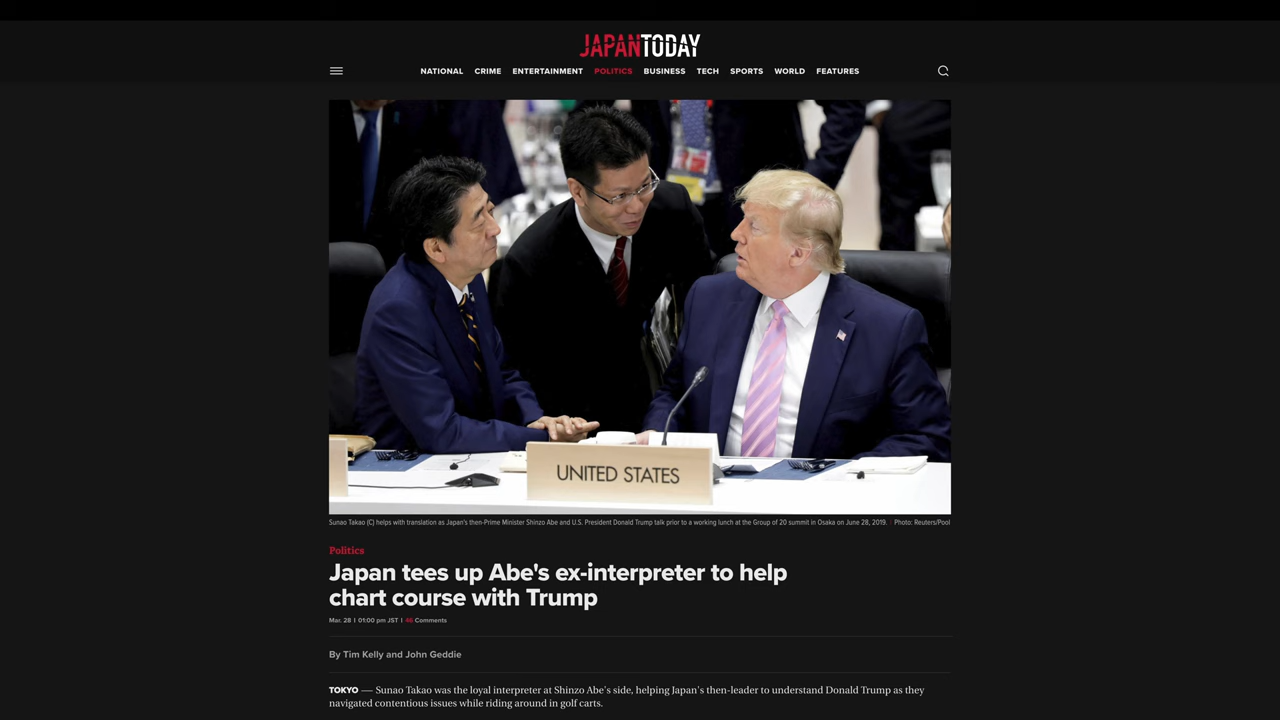 JAPANTODAY
NATIONAL CRIME ENTERTAINMENT POLITICS BUSINESS TECH SPORTS WORLD FEATURES
UNITED STATES
Sunao Takao (C) helps with translation as Japan's then-Prime Minister Shinzo Abe and U.S. President Donald Trump talk prior to a working lunch at the Group of 20 summit in Osaka on June 28, 2019. | Photo: Reuters/Pool
Politics
Japan tees up Abe's ex-interpreter to help
chart course with Trump
Mar. 28 | 01:00 pm JST | 46 Comments
By Tim Kelly and John Geddie
TOKYO — Sunao Takao was the loyal interpreter at Shinzo Abe's side, helping Japan's then-leader to understand Donald Trump as they
navigated contentious issues while riding around in golf carts.